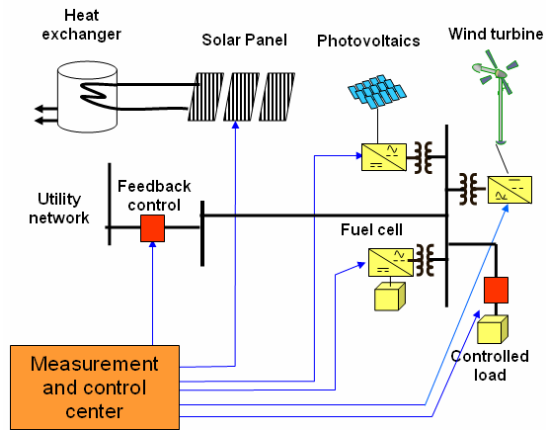 Heat
exchanger
Solar Panel
Photovoltaics
Wind turbine
Utility
network
Feedback
control
Fuel cell
Controlled
load
Measurement
and control
center